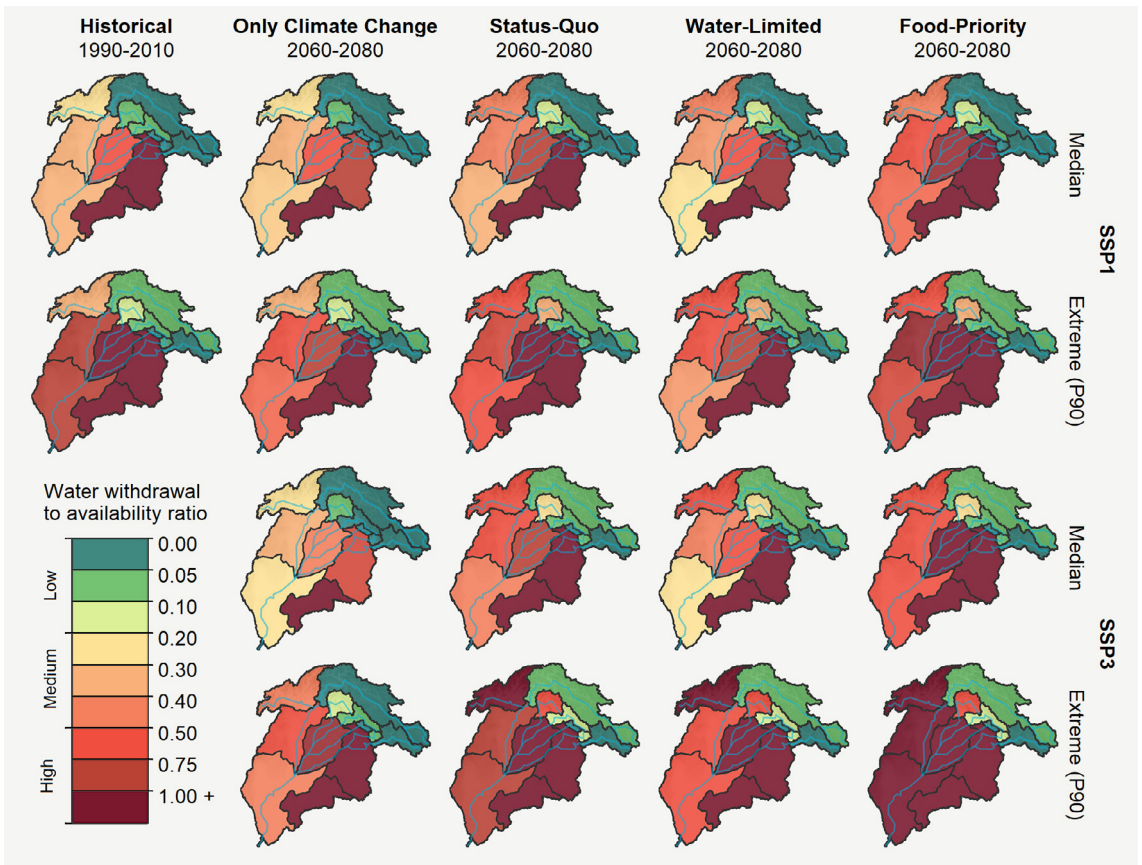 Historical
1990-2010
Only Climate Change
2060-2080
Status-Quo
2060-2080
Water-Limited
2060-2080
Food-Priority
2060-2080
Median
Extreme (P90)
SSP1
Median
Extreme (P90)
SSP3
Water withdrawal
to availability ratio
Low
Medium
High
0.00
0.05
0.10
0.20
0.30
0.40
0.50
0.75
1.00 +